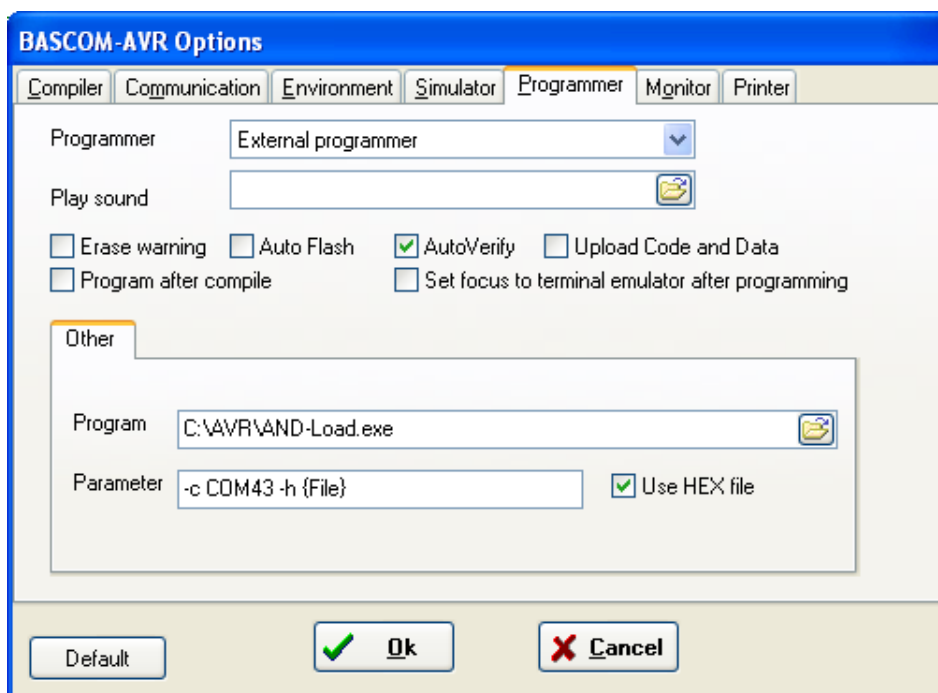 BASCOM-AVR Options
Compiler Communication Environment Simulator Programmer Monitor Printer
Programmer External programmer
Play sound
Erase warning Auto Flash AutoVerify Upload Code and Data
Program after compile Set focus to terminal emulator after programming
Other
Program C:\AVR\AND-Load.exe
Parameter -c COM43 -h {File} Use HEX file
Default Ok Cancel